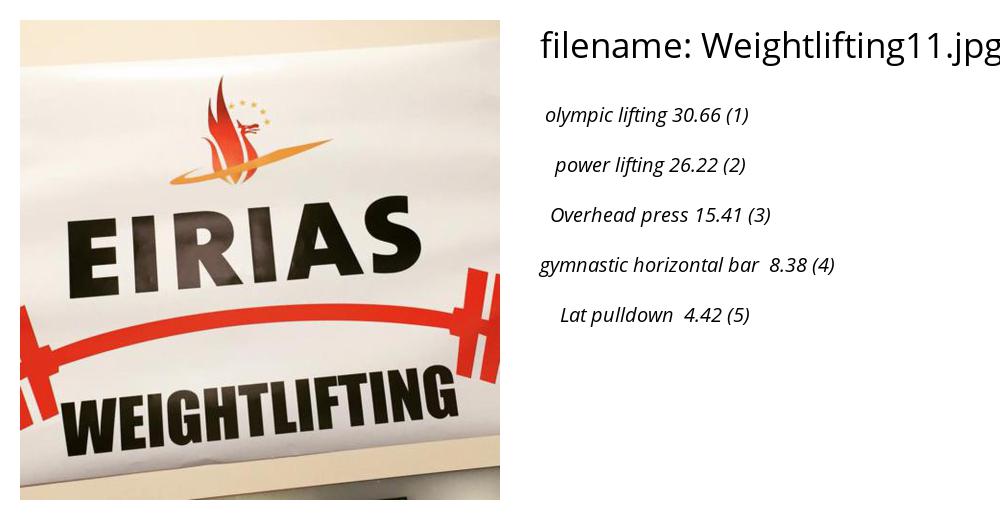 EIRIAS
WEIGHTLIFTING
filename: Weightlifting11.jpg
olympic lifting 30.66 (1)
power lifting 26.22 (2)
Overhead press 15.41 (3)
gymnastic horizontal bar 8.38 (4)
Lat pulldown 4.42 (5)